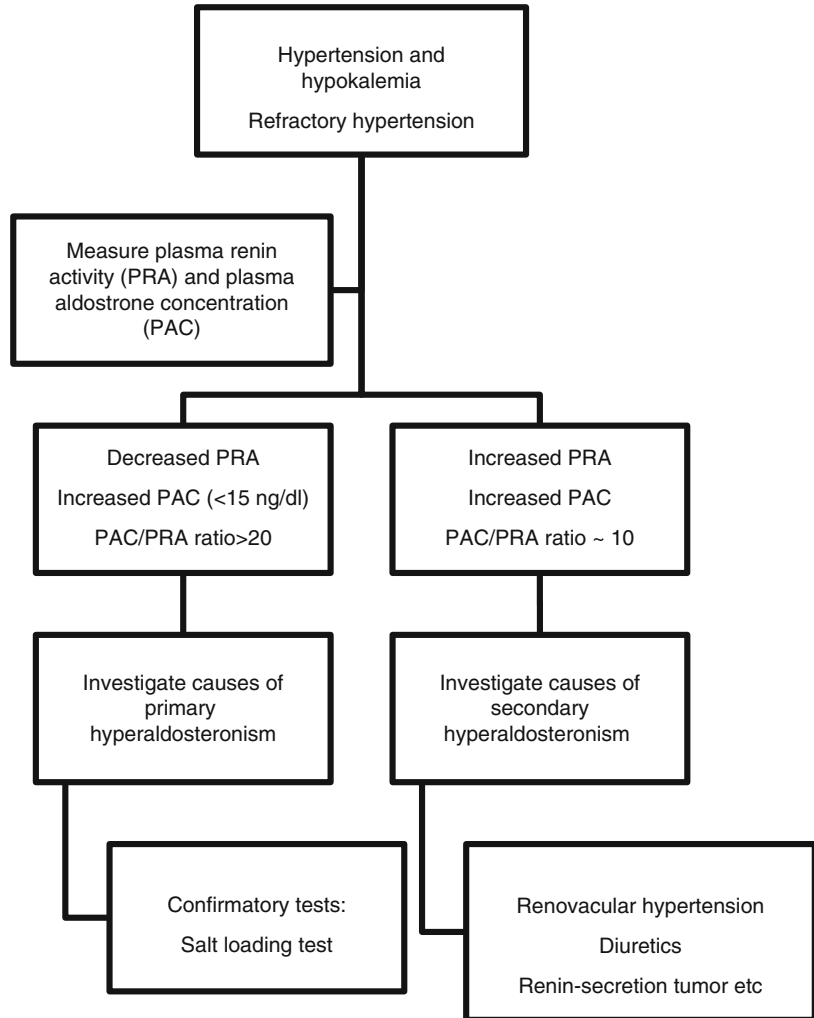 Hypertension and
hypokalemia
Refractory hypertension
Measure plasma renin
activity (PRA) and plasma
aldostrone concentration
(PAC)
Decreased PRA
Increased PAC (<15 ng/dl)
PAC/PRA ratio>20
Increased PRA
Increased PAC
PAC/PRA ratio ~ 10
Investigate causes of
primary
hyperaldosteronism
Investigate causes of
secondary
hyperaldosteronism
Confirmatory tests:
Salt loading test
Renovacular hypertension
Diuretics
Renin-secretion tumor etc